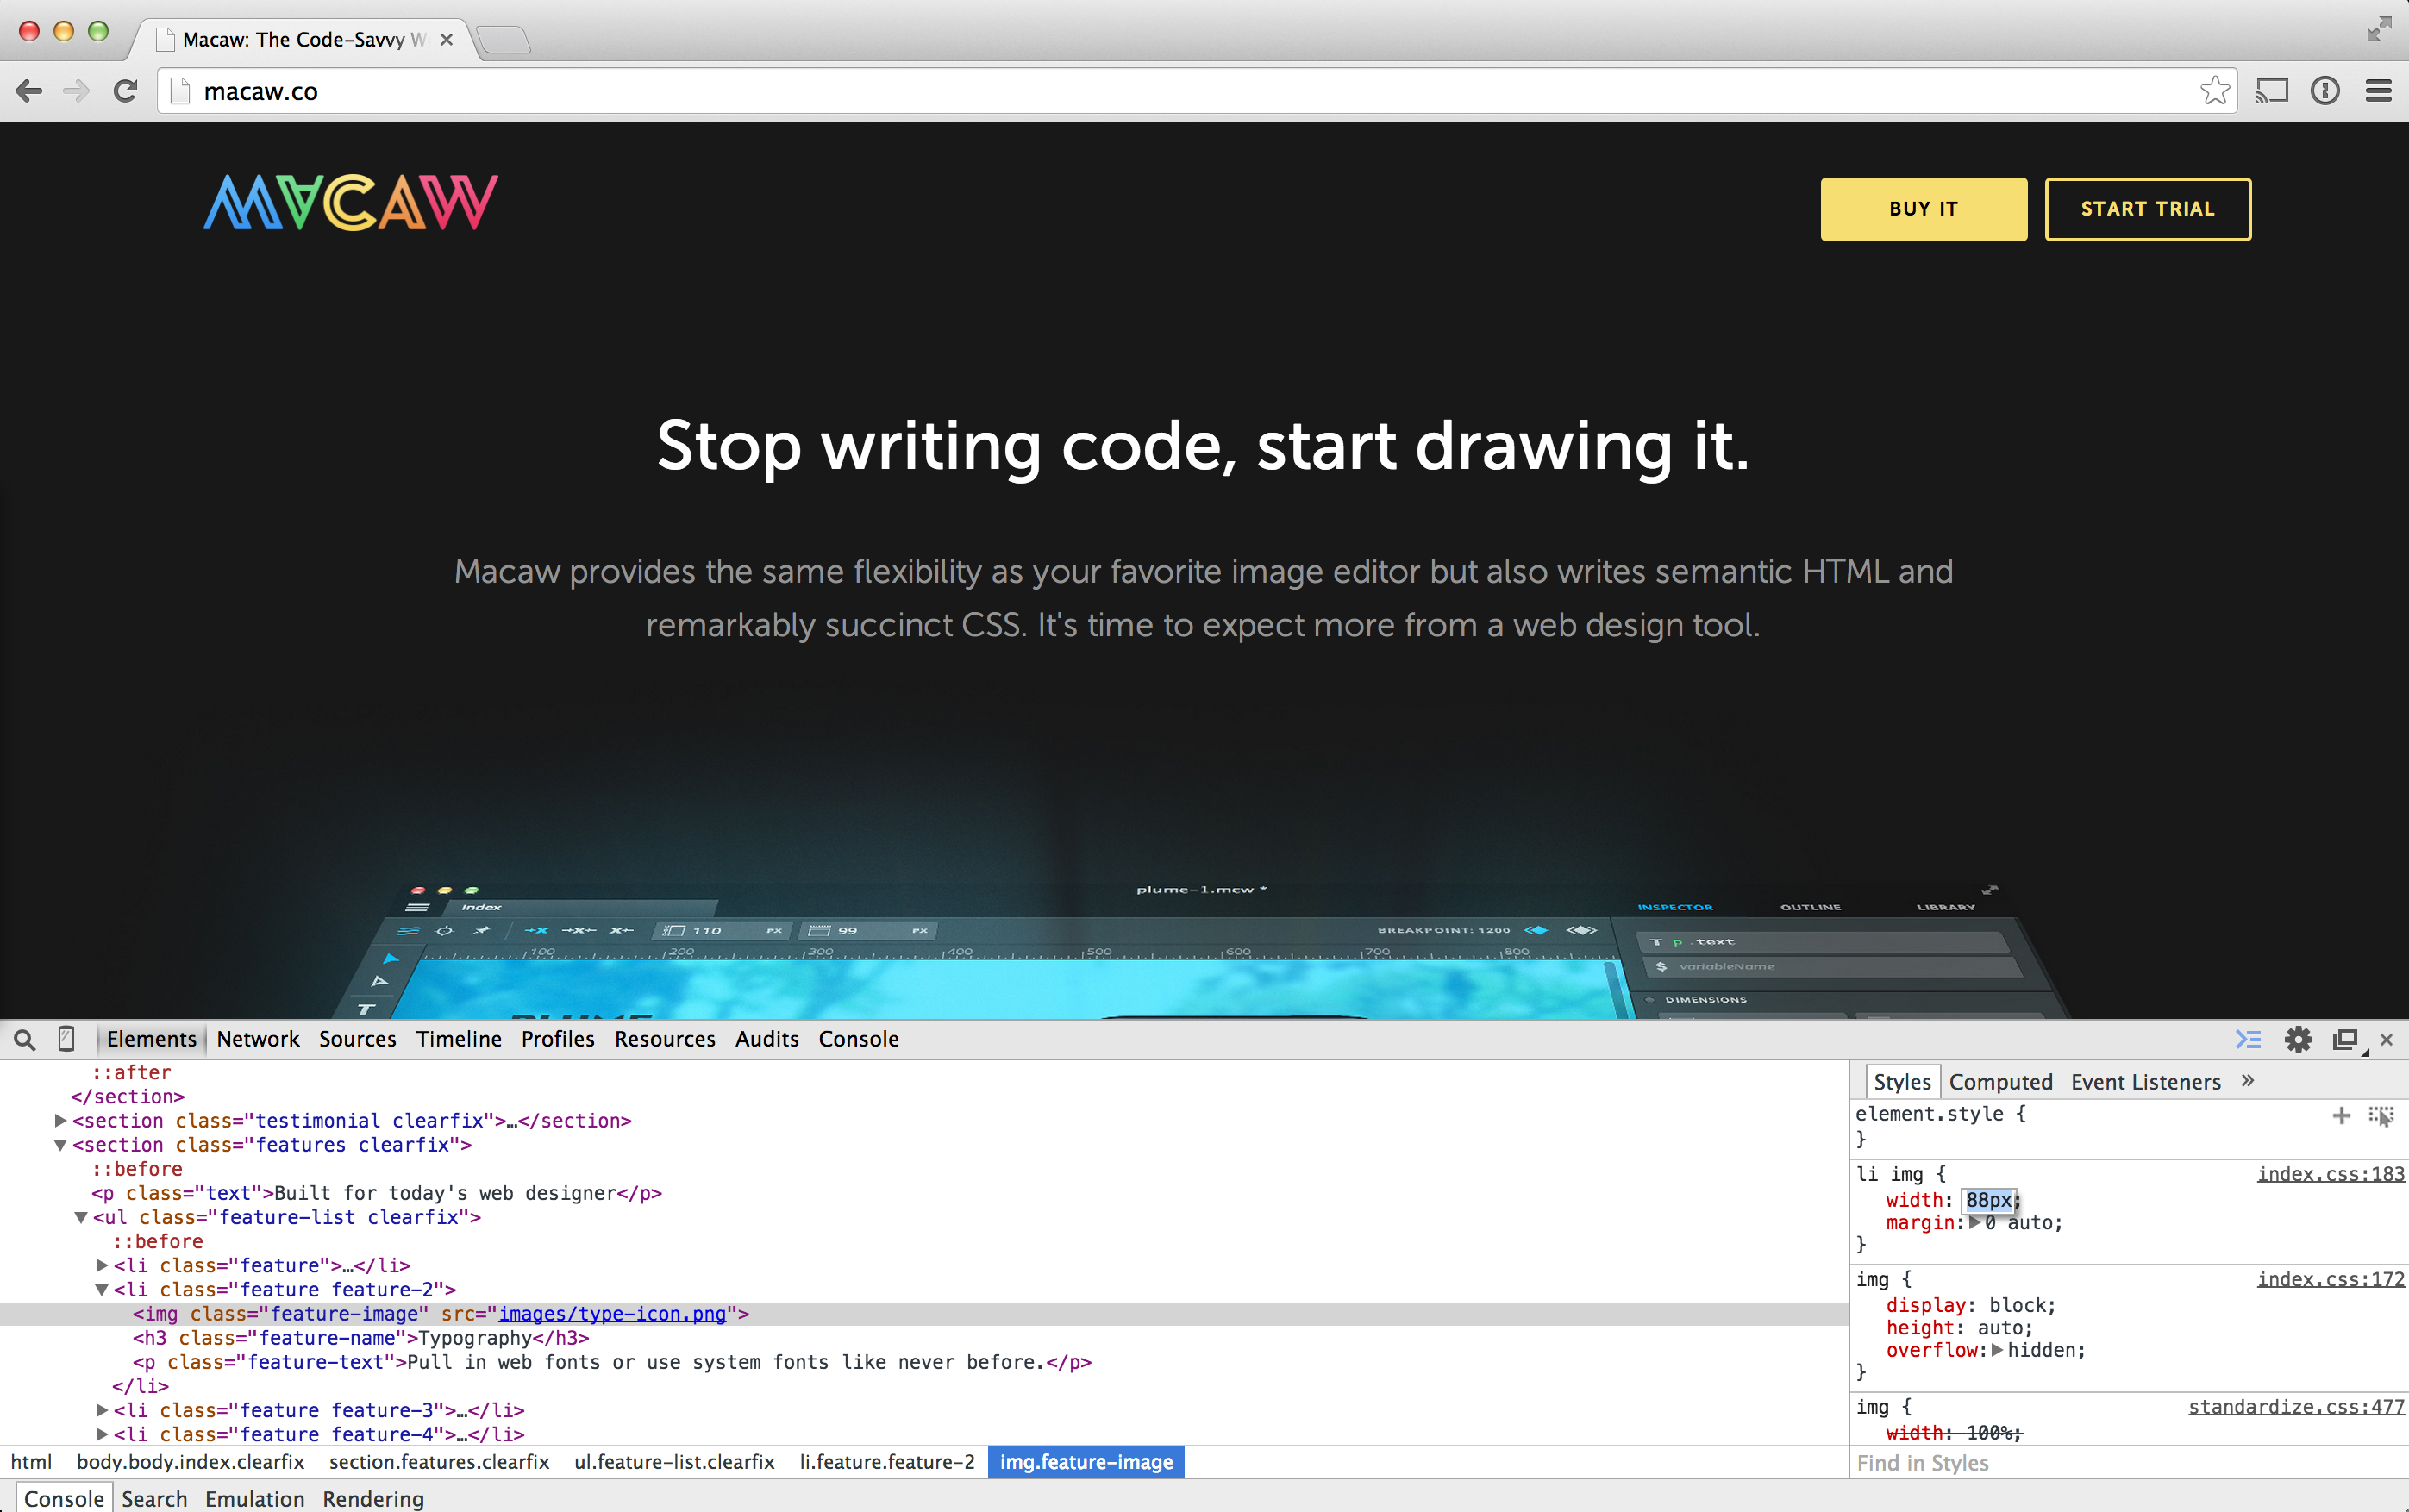 Macaw: The Code-Savvy W
macaw.co
MACAW
BUY IT
START TRIAL
Stop writing code, start drawing it.
Macaw provides the same flexibility as your favorite image editor but also writes semantic HTML and
remarkably succinct CSS. It's time to expect more from a web design tool.
plume-1.mcw *
Index
INSPECTOR OUTLINE LIBRARY
110 PX 99 PX
BREAKPOINT: 1200
T p .text
100 200 300 400 500 600 700 800
$ variableName
T
DIMENSIONS
PLUME
Elements Network Sources Timeline Profiles Resources Audits Console
::after
</section>
<section class="testimonial clearfix">…</section>
<section class="features clearfix">
::before
<p class="text">Built for today's web designer</p>
<ul class="feature-list clearfix">
::before
<li class="feature">…</li>
<li class="feature feature-2">
<img class="feature-image" src="images/type-icon.png">
<h3 class="feature-name">Typography</h3>
<p class="feature-text">Pull in web fonts or use system fonts like never before.</p>
</li>
<li class="feature feature-3">…</li>
<li class="feature feature-4">…</li>
html body.body.index.clearfix section.features.clearfix ul.feature-list.clearfix li.feature.feature-2 img.feature-image
Styles Computed Event Listeners »
element.style {
}
li img { index.css:183
width: 88px;
margin: 0 auto;
}
img { index.css:172
display: block;
height: auto;
overflow: hidden;
}
img { standardize.css:477
width: 100%;
Find in Styles
Console Search Emulation Rendering